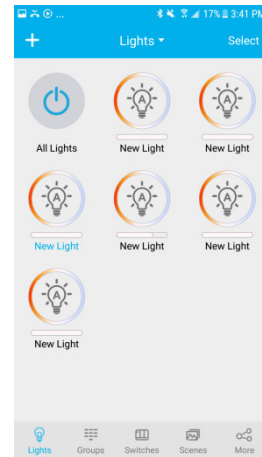 17% 3:41 PM
+ Lights Select
All Lights New Light New Light
New Light New Light New Light
New Light
Lights Groups Switches Scenes More